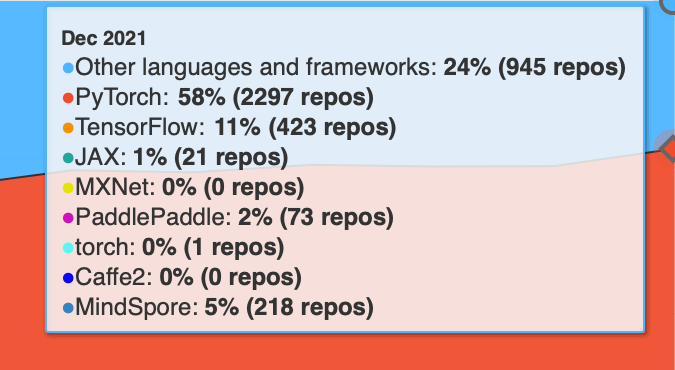 Dec 2021
●Other languages and frameworks: 24% (945 repos)
●PyTorch: 58% (2297 repos)
●TensorFlow: 11% (423 repos)
●JAX: 1% (21 repos)
●MXNet: 0% (0 repos)
●PaddlePaddle: 2% (73 repos)
●torch: 0% (1 repos)
●Caffe2: 0% (0 repos)
●MindSpore: 5% (218 repos)